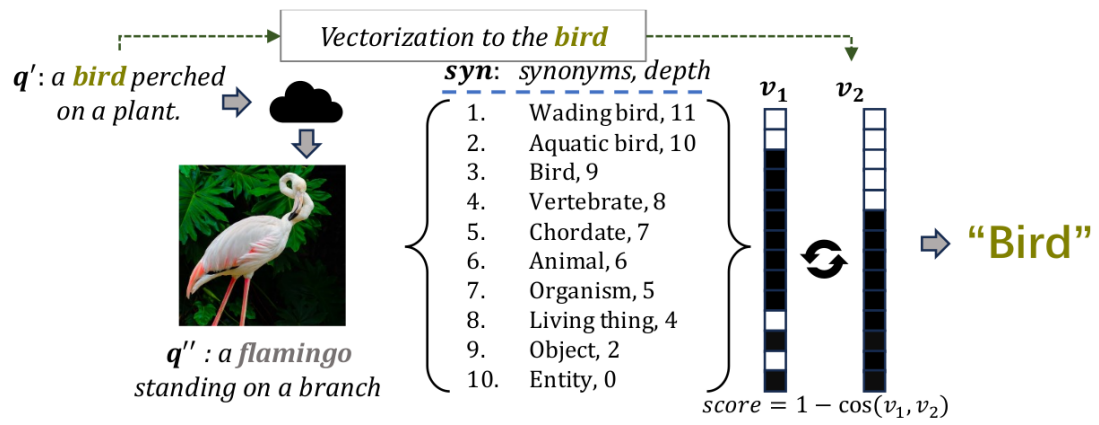 Vectorization to the bird
q′: a bird perched
on a plant.
syn: synonyms, depth
1. Wading bird, 11
2. Aquatic bird, 10
3. Bird, 9
4. Vertebrate, 8
5. Chordate, 7
6. Animal, 6
7. Organism, 5
8. Living thing, 4
9. Object, 2
10. Entity, 0
v₁ v₂
“Bird”
q′′ : a flamingo
standing on a branch
score = 1 − cos(v₁, v₂)